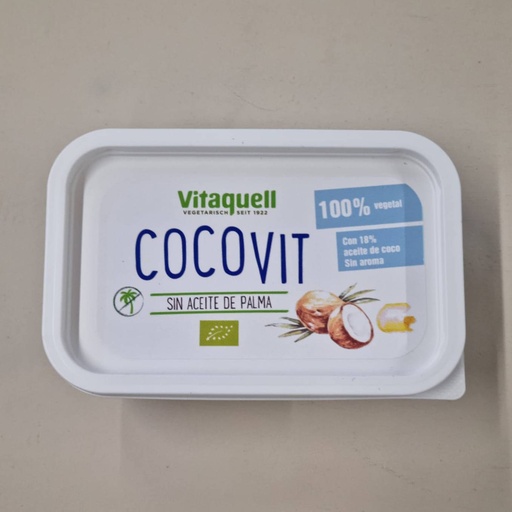 Vitaquell
VEGETARISCH SEIT 1922
100% vegetal
COCOVIT
Con 18%
aceite de coco
Sin aroma
SIN ACEITE DE PALMA